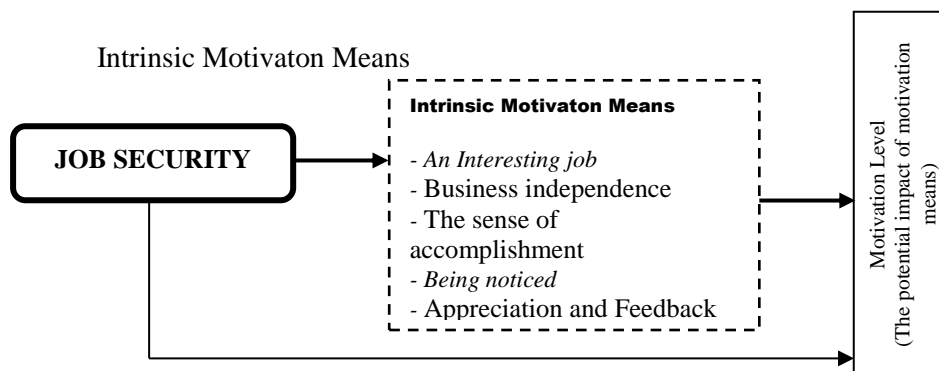 Intrinsic Motivaton Means
Intrinsic Motivaton Means
JOB SECURITY
- An Interesting job
- Business independence
- The sense of
accomplishment
- Being noticed
- Appreciation and Feedback
Motivation Level
(The potential impact of motivation
means)